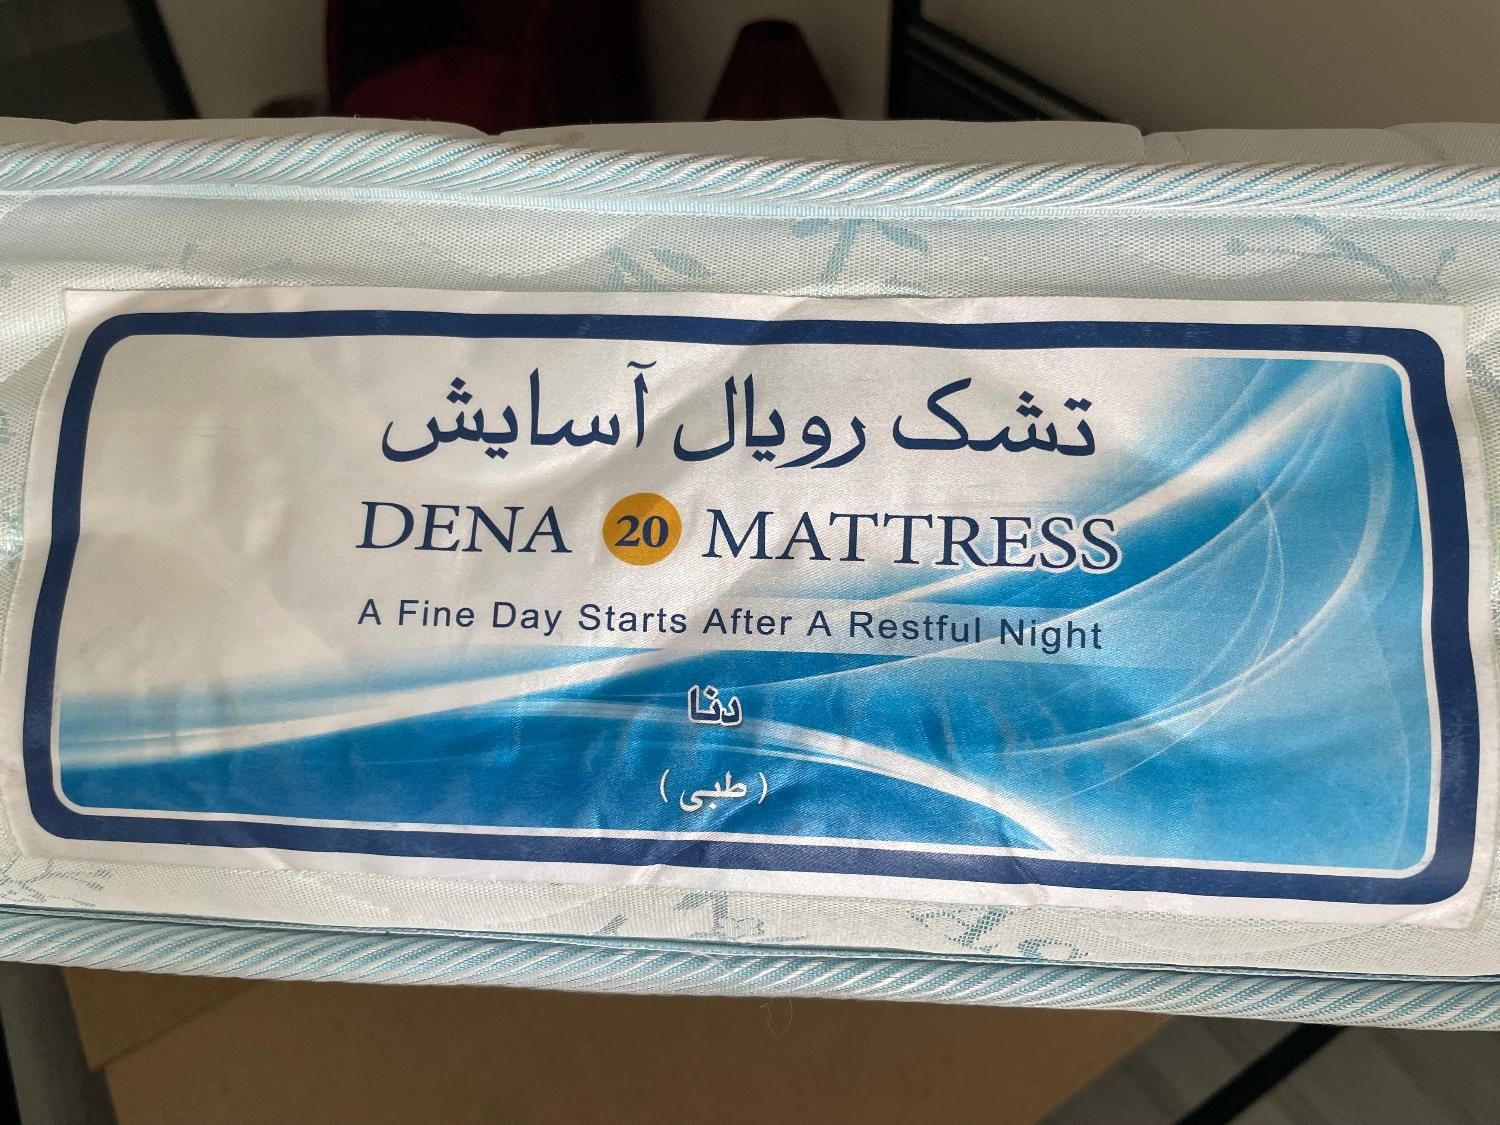 تشک رویال آسایش
DENA 20 MATTRESS
A Fine Day Starts After A Restful Night
دنا
( طبی )